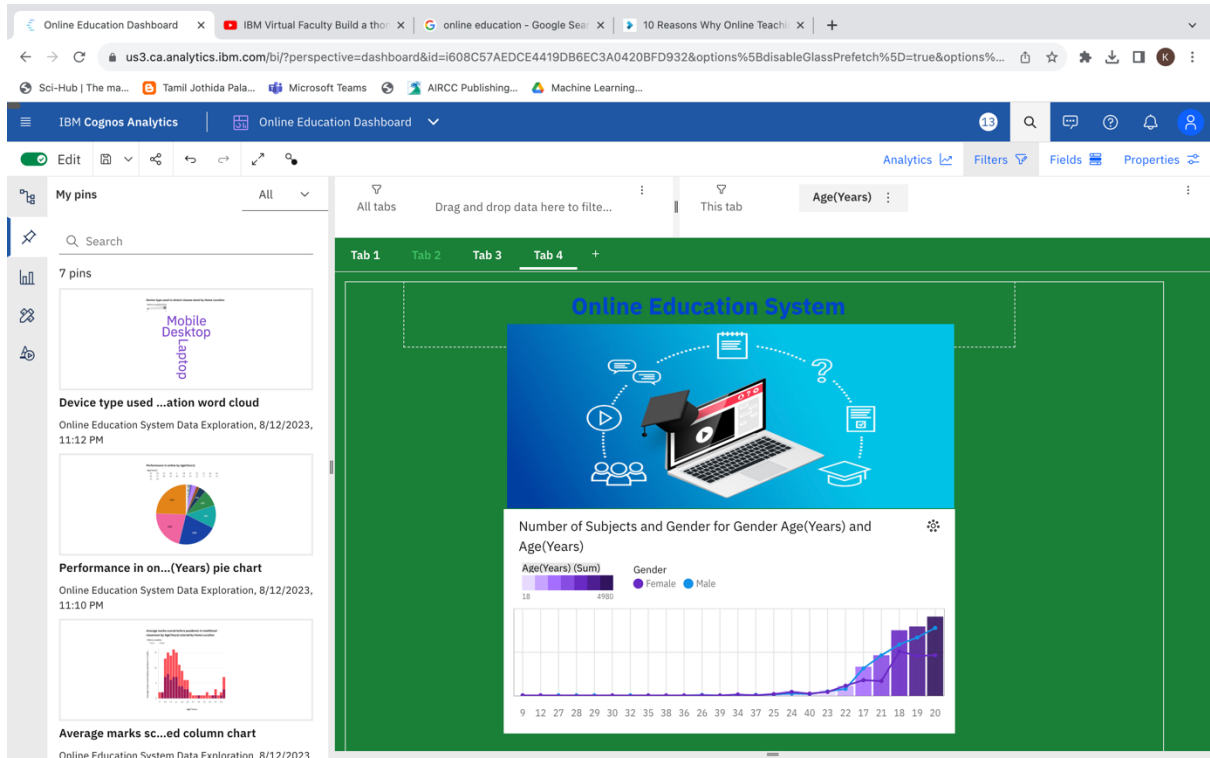 Online Education Dashboard
IBM Virtual Faculty Build a thon
online education - Google Sear
10 Reasons Why Online Teachi
us3.ca.analytics.ibm.com/bi/?perspective=dashboard&id=i608C57AEDCE4419DB6EC3A0420BFD932&options%5BdisableGlassPrefetch%5D=true&options%...
K
Sci-Hub | The ma...
Tamil Jothida Pala...
Microsoft Teams
AIRCC Publishing...
Machine Learning...
IBM Cognos Analytics
Online Education Dashboard
13
Edit
Analytics
Filters
Fields
Properties
My pins
All
Search
7 pins
Mobile
Desktop
Laptop
Device type used ...ation word cloud
Online Education System Data Exploration, 8/12/2023,
11:12 PM
Performance in on...(Years) pie chart
Online Education System Data Exploration, 8/12/2023,
11:10 PM
Average marks sc...ed column chart
Online Education System Data Exploration, 8/12/2023
All tabs
Drag and drop data here to filte...
This tab
Age(Years)
Tab 1 Tab 2 Tab 3 Tab 4 +
Online Education System
Number of Subjects and Gender for Gender Age(Years) and
Age(Years)
Age(Years) (Sum)
18 4980
Gender
Female Male
9 12 27 28 29 30 32 35 38 36 26 39 34 37 25 24 40 23 22 17 21 18 19 20